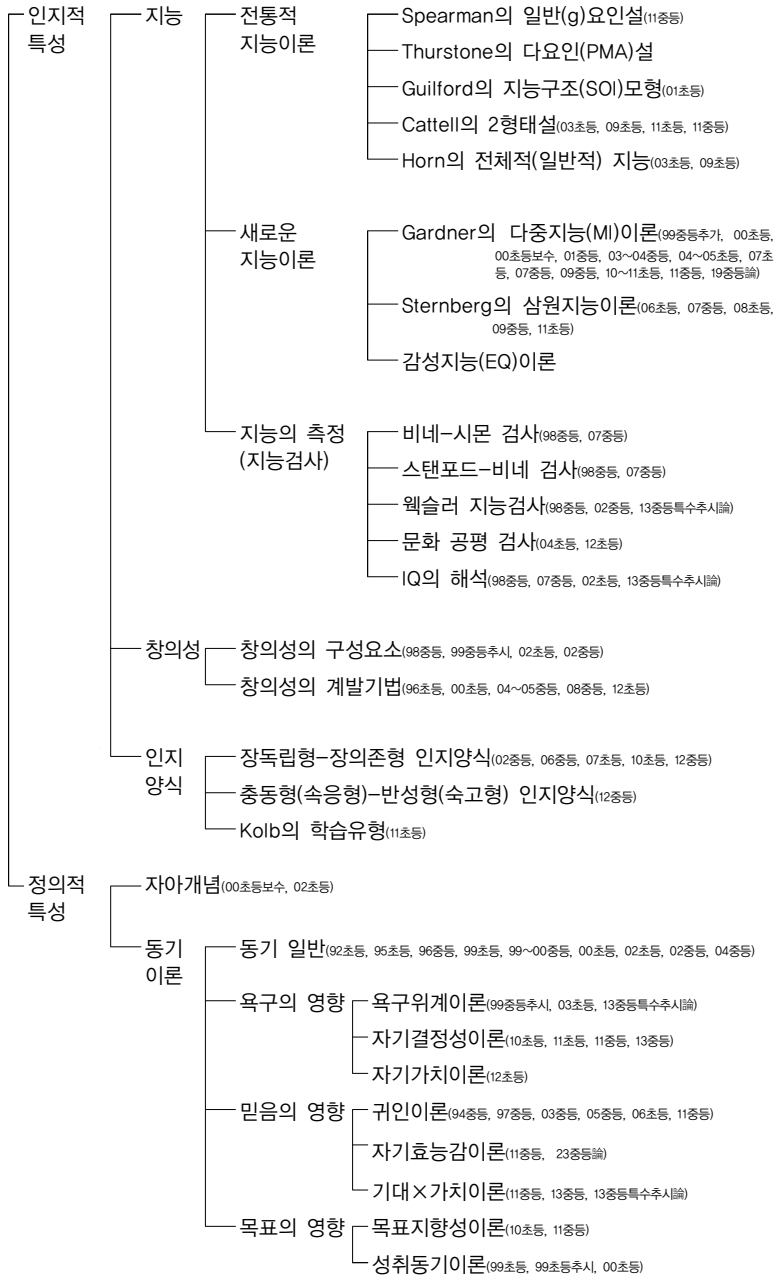 인지적 특성
지능
전통적 지능이론
Spearman의 일반(g)요인설(11중등)
Thurstone의 다요인(PMA)설
Guilford의 지능구조(SOI)모형(01초등)
Cattell의 2형태설(03초등, 09초등, 11초등, 11중등)
Horn의 전체적(일반적) 지능(03초등, 09초등)
새로운 지능이론
Gardner의 다중지능(MI)이론(99중등추가, 00초등,
00초등보수, 01중등, 03~04중등, 04~05초등, 07초
등, 07중등, 09중등, 10~11초등, 11중등, 19중등論)
Sternberg의 삼원지능이론(06초등, 07중등, 08초등,
09중등, 11초등)
감성지능(EQ)이론
지능의 측정
(지능검사)
비네-시몬 검사(98중등, 07중등)
스탠포드-비네 검사(98중등, 07중등)
웩슬러 지능검사(98중등, 02중등, 13중등특수추시論)
문화 공평 검사(04초등, 12초등)
IQ의 해석(98중등, 07중등, 02초등, 13중등특수추시論)
창의성
창의성의 구성요소(98중등, 99중등추시, 02초등, 02중등)
창의성의 계발기법(96초등, 00초등, 04~05중등, 08중등, 12초등)
인지
양식
장독립형-장의존형 인지양식(02중등, 06중등, 07초등, 10초등, 12중등)
충동형(속응형)-반성형(숙고형) 인지양식(12중등)
Kolb의 학습유형(11초등)
정의적
특성
자아개념(00초등보수, 02초등)
동기
이론
동기 일반(92초등, 95초등, 96중등, 99초등, 99~00중등, 00초등, 02초등, 02중등, 04중등)
욕구의 영향
욕구위계이론(99중등추시, 03초등, 13중등특수추시論)
자기결정성이론(10초등, 11초등, 11중등, 13중등)
자기가치이론(12초등)
믿음의 영향
귀인이론(94중등, 97중등, 03중등, 05중등, 06초등, 11중등)
자기효능감이론(11중등, 23중등論)
기대×가치이론(11중등, 13중등, 13중등특수추시論)
목표의 영향
목표지향성이론(10초등, 11중등)
성취동기이론(99초등, 99초등추시, 00초등)